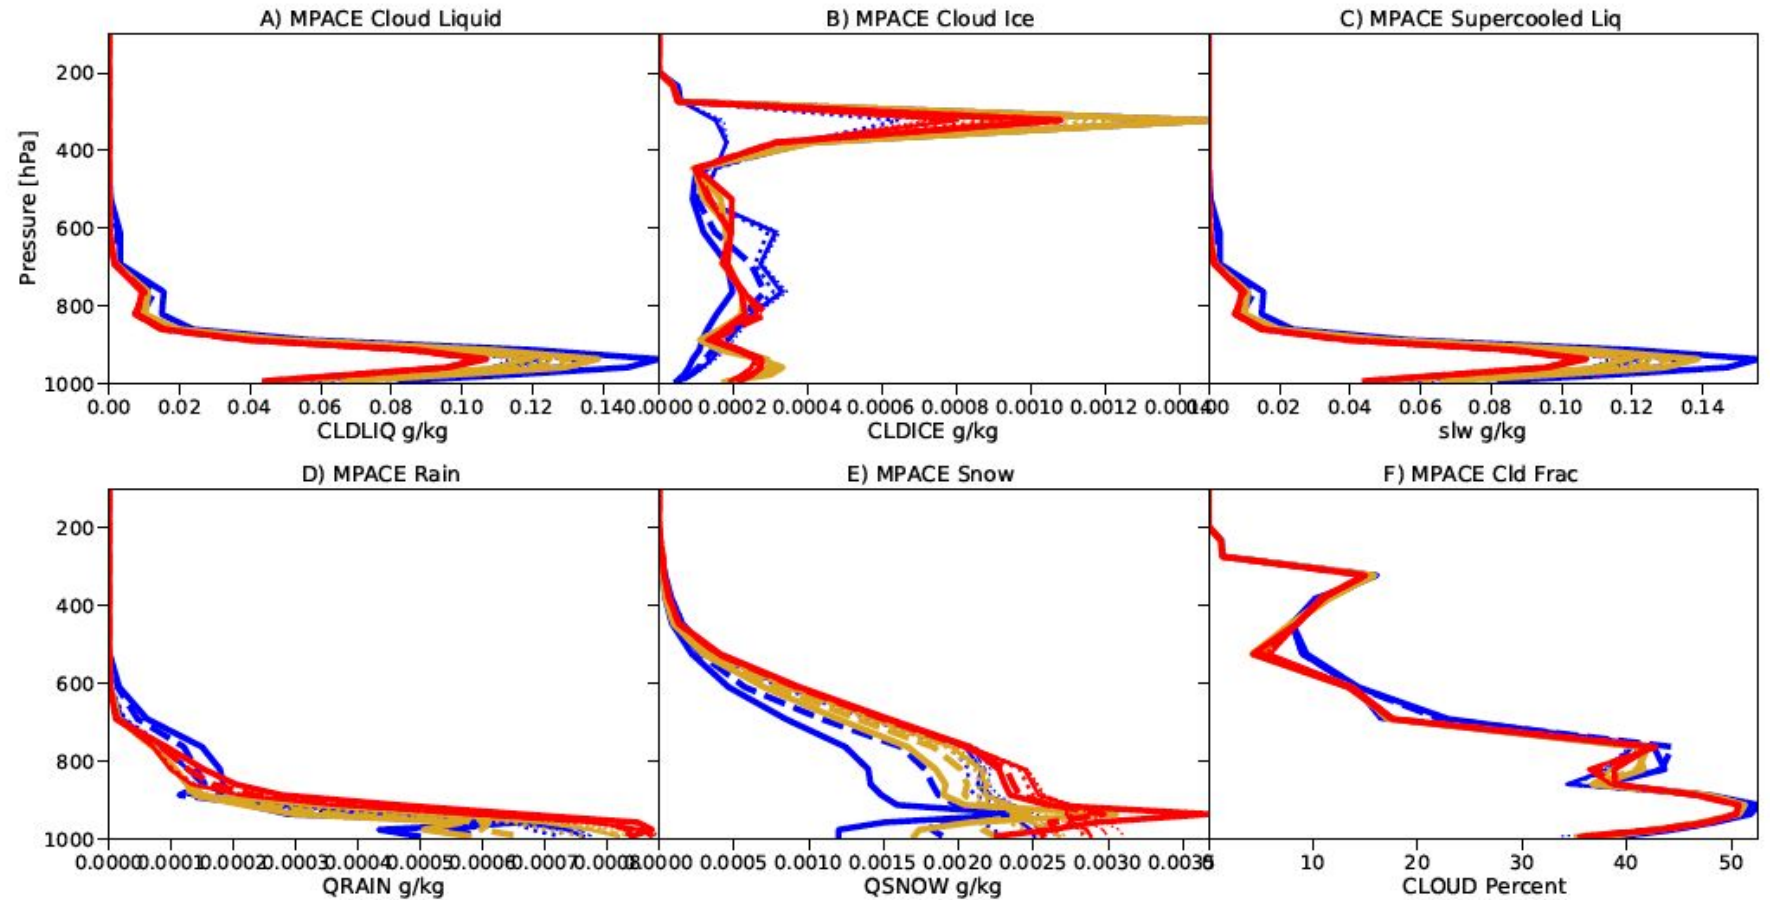 A) MPACE Cloud Liquid
B) MPACE Cloud Ice
C) MPACE Supercooled Liq
Pressure [hPa]
200
400
600
800
1000
0.00 0.02 0.04 0.06 0.08 0.10 0.12 0.14
0.0000 0.0002 0.0004 0.0006 0.0008 0.0010 0.0012 0.0014
0.00 0.02 0.04 0.06 0.08 0.10 0.12 0.14
CLDLIQ g/kg
CLDICE g/kg
slw g/kg
D) MPACE Rain
E) MPACE Snow
F) MPACE Cld Frac
200
400
600
800
1000
0.0000 0.0001 0.0002 0.0003 0.0004 0.0005 0.0006 0.0007 0.0008
0.0005 0.0010 0.0015 0.0020 0.0025 0.0030 0.0035
10 20 30 40 50
QRAIN g/kg
QSNOW g/kg
CLOUD Percent